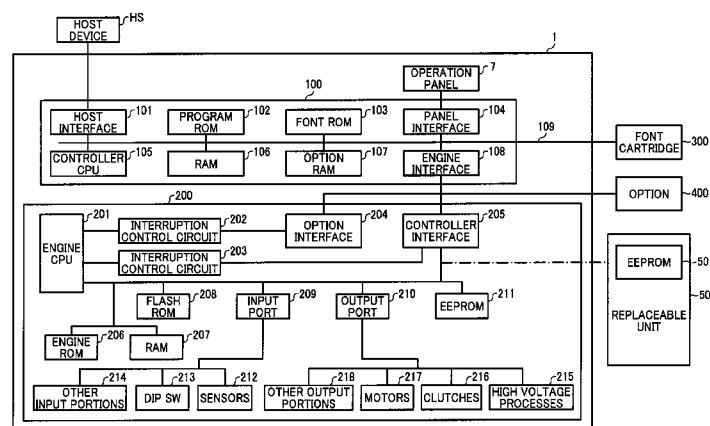 HOST DEVICE
HS
1
OPERATION PANEL
7
100
HOST INTERFACE
101
PROGRAM ROM
102
FONT ROM
103
PANEL INTERFACE
104
109
FONT CARTRIDGE
300
CONTROLLER CPU
105
RAM
106
OPTION RAM
107
ENGINE INTERFACE
108
OPTION
400
200
ENGINE CPU
201
INTERRUPTION CONTROL CIRCUIT
202
OPTION INTERFACE
204
CONTROLLER INTERFACE
205
INTERRUPTION CONTROL CIRCUIT
203
EEPROM
50
REPLACEABLE UNIT
50
FLASH ROM
208
INPUT PORT
209
OUTPUT PORT
210
EEPROM
211
ENGINE ROM
206
RAM
207
OTHER INPUT PORTIONS
214
DIP SW
213
SENSORS
212
OTHER OUTPUT PORTIONS
218
MOTORS
217
CLUTCHES
216
HIGH VOLTAGE PROCESSES
215